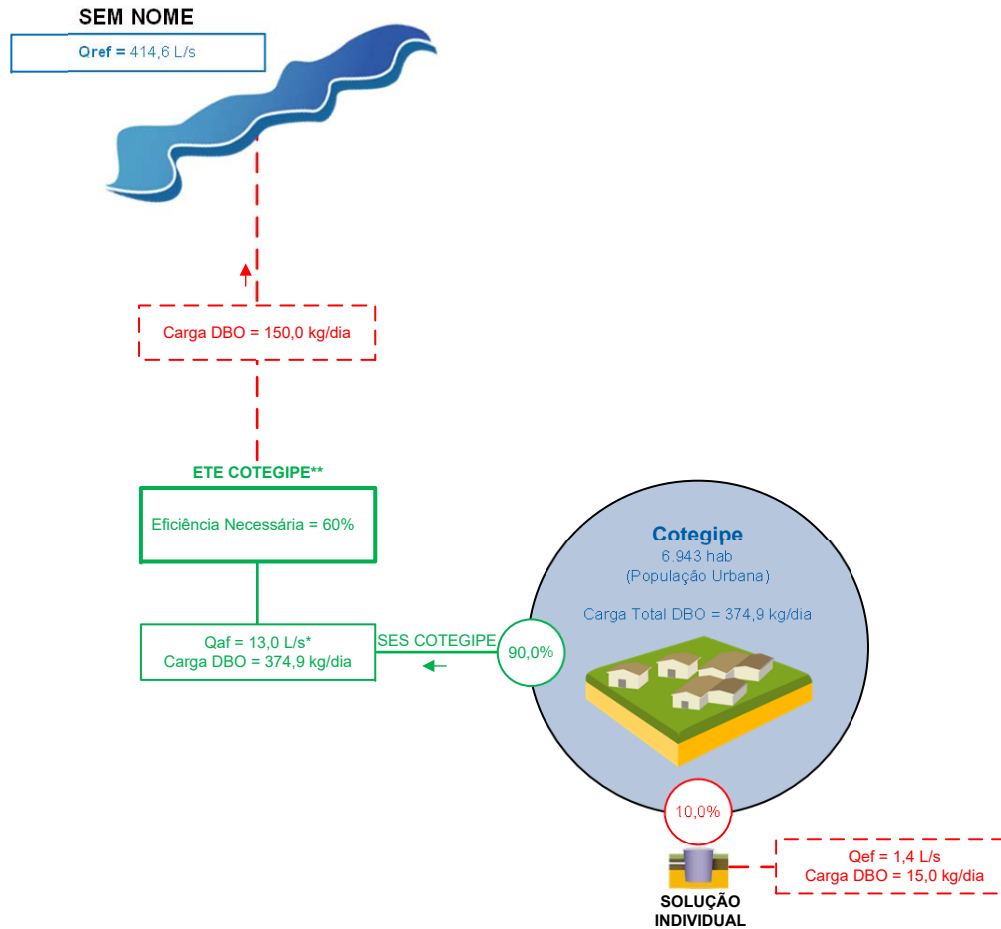 SEM NOME
Qref = 414,6 L/s
Carga DBO = 150,0 kg/dia
ETE COTEGIPE**
Eficiência Necessária = 60%
Qaf = 13,0 L/s*
Carga DBO = 374,9 kg/dia
SES COTEGIPE
90,0%
Cotegipe
6.943 hab
(População Urbana)
Carga Total DBO = 374,9 kg/dia
10,0%
Qef = 1,4 L/s
Carga DBO = 15,0 kg/dia
SOLUÇÃO
INDIVIDUAL